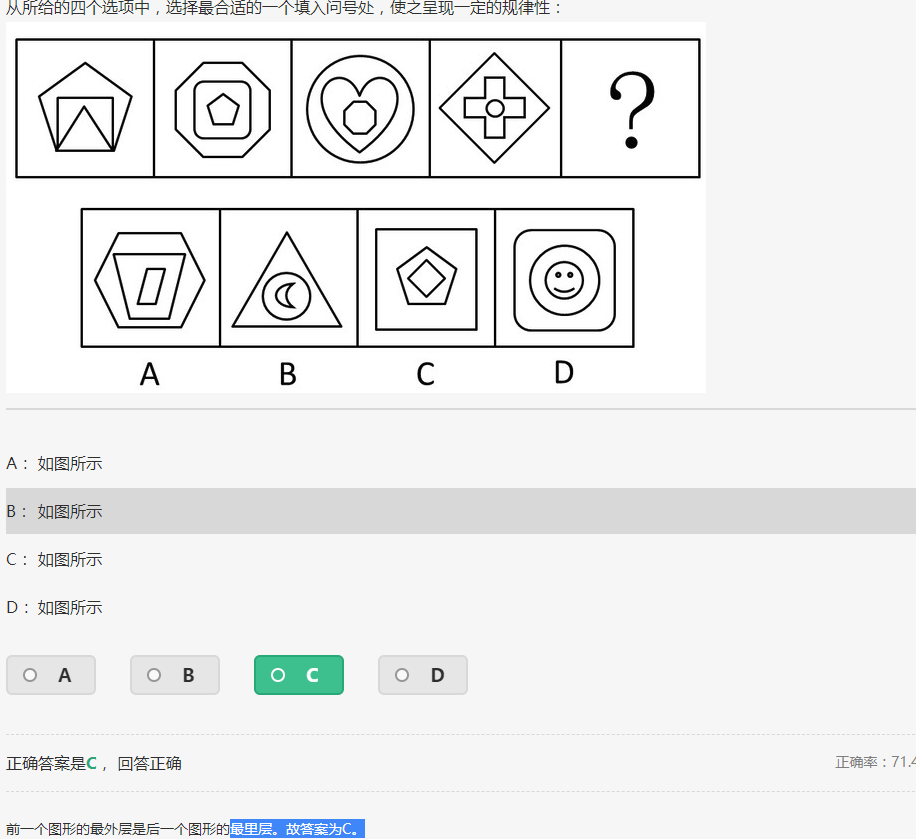 从所给的四个选项中，选择最合适的一个填入问号处，使之呈现一定的规律性：
?
A B C D
A： 如图所示
B： 如图所示
C： 如图所示
D： 如图所示
A B C D
正确答案是C， 回答正确
正确率：71.4
前一个图形的最外层是后一个图形的最里层。故答案为C。